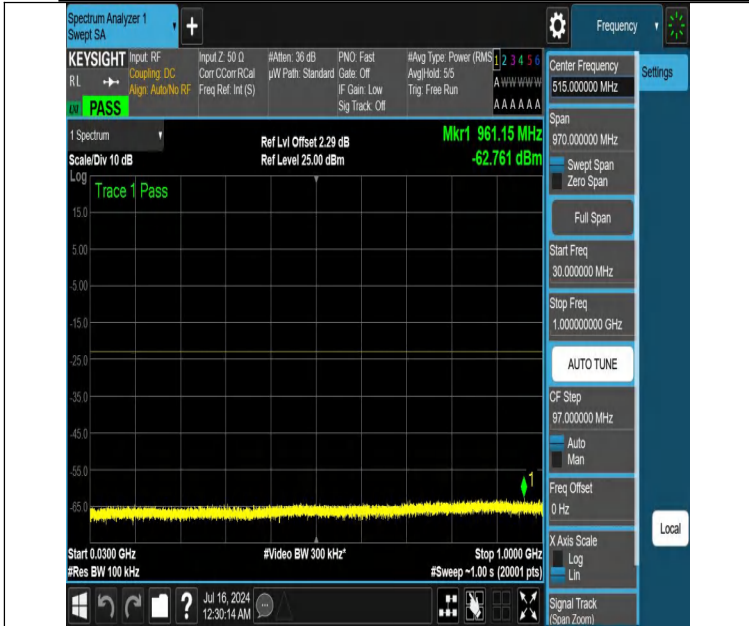 Spectrum Analyzer 1
Swept SA
Frequency
KEYSIGHT
RL
LXI
PASS
Input: RF
Coupling: DC
Align: Auto/No RF
Input Z: 50 Ω
Corr CCorr RCal
Freq Ref: Int (S)
#Atten: 36 dB
µW Path: Standard
PNO: Fast
Gate: Off
IF Gain: Low
Sig Track: Off
#Avg Type: Power (RMS
Avg|Hold: 5/5
Trig: Free Run
1 2 3 4 5 6
A W W W W W
A A A A A A
1 Spectrum
Scale/Div 10 dB
Ref Lvl Offset 2.29 dB
Ref Level 25.00 dBm
Mkr1 961.15 MHz
-62.761 dBm
Log
Trace 1 Pass
15.0
5.00
-5.00
-15.0
-25.0
-35.0
-45.0
-55.0
-65.0
1
Start 0.0300 GHz
#Res BW 100 kHz
#Video BW 300 kHz*
Stop 1.0000 GHz
#Sweep ~1.00 s (20001 pts)
Jul 16, 2024
12:30:14 AM
?
Center Frequency
515.000000 MHz
Settings
Span
970.000000 MHz
Swept Span
Zero Span
Full Span
Start Freq
30.000000 MHz
Stop Freq
1.000000000 GHz
AUTO TUNE
CF Step
97.000000 MHz
Auto
Man
Freq Offset
0 Hz
X Axis Scale
Log
Lin
Local
Signal Track
(Span Zoom)